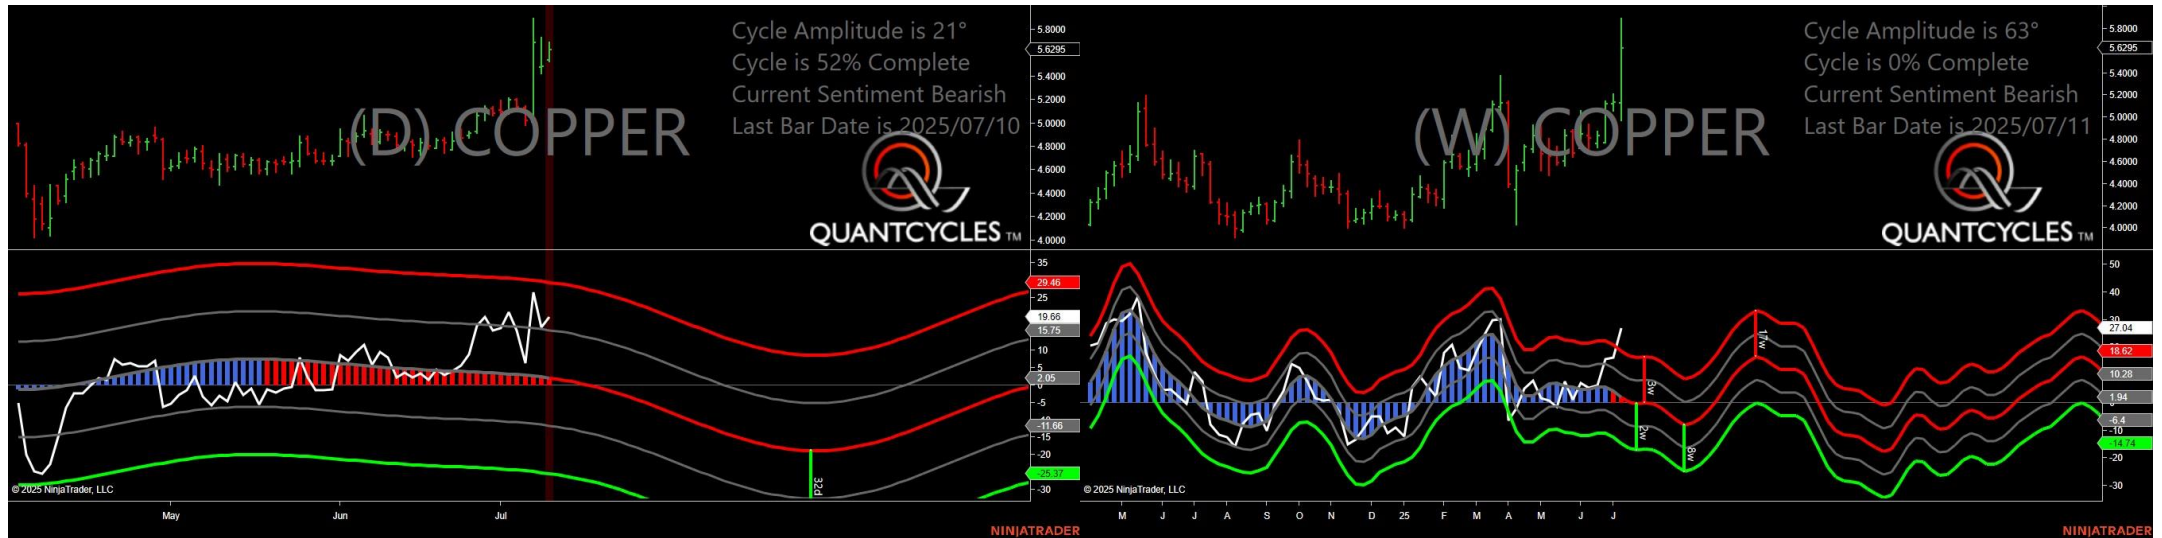 Cycle Amplitude is 21°
Cycle is 52% Complete
Current Sentiment Bearish
Last Bar Date is 2025/07/10
(D) COPPER
QUANTCYCLES TM
5.8000
5.6295
5.4000
5.2000
5.0000
4.8000
4.6000
4.4000
4.2000
4.0000
35
29.46
25
19.66
15.75
10
5
2.05
-5
-11.66
-15
-20
-25.37
-30
32d
© 2025 NinjaTrader, LLC
May Jun Jul
NINJATRADER
Cycle Amplitude is 63°
Cycle is 0% Complete
Current Sentiment Bearish
Last Bar Date is 2025/07/11
(W) COPPER
QUANTCYCLES TM
5.8000
5.6295
5.4000
5.2000
5.0000
4.8000
4.6000
4.4000
4.2000
4.0000
50
40
30
27.04
18.62
10.28
1.94
-6.4
-10
-14.74
-20
-30
3w
2w
8w
17w
© 2025 NinjaTrader, LLC
M J J A S O N D 25 F M A M J J
NINJATRADER